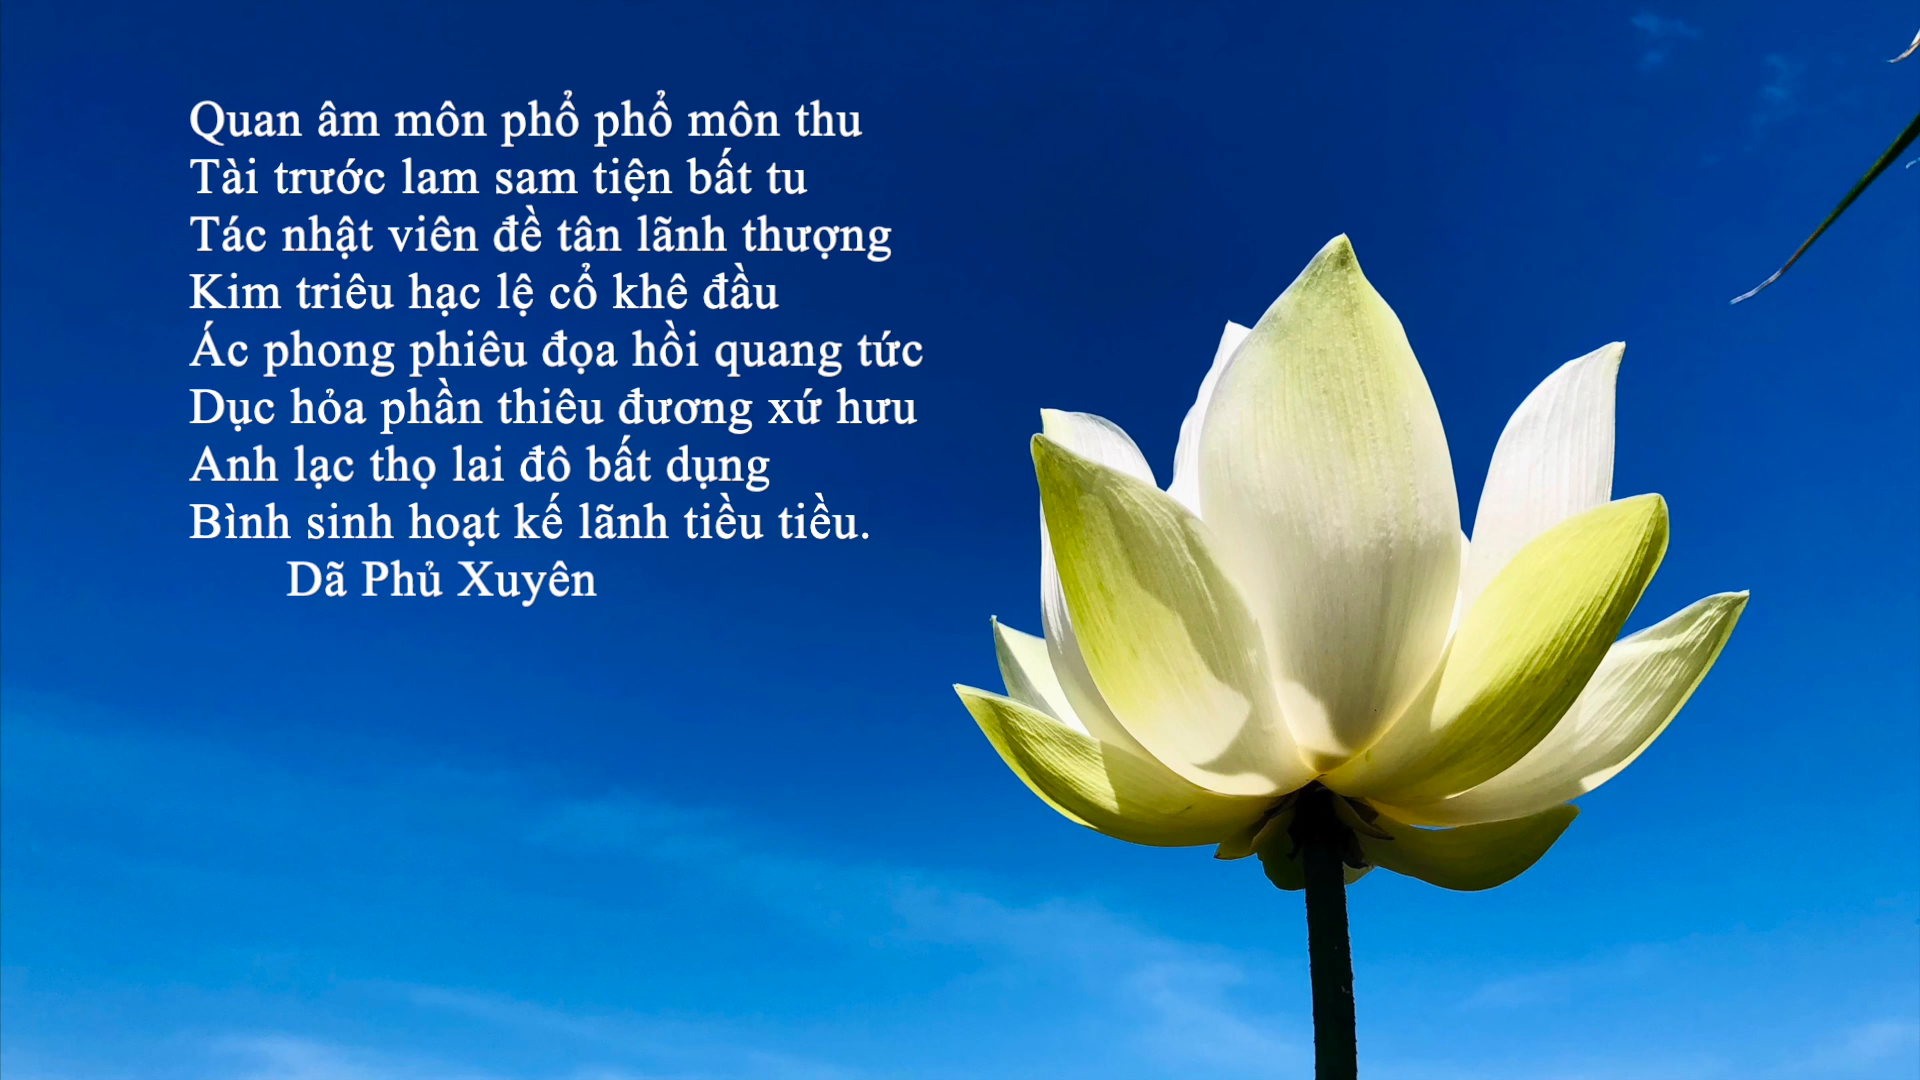 Quan âm môn phổ phổ môn thu
Tài trước lam sam tiện bất tu
Tác nhật viên đề tân lãnh thượng
Kim triêu hạc lệ cổ khê đầu
Ác phong phiêu đọa hồi quang tức
Dục hỏa phần thiêu đương xứ hưu
Anh lạc thọ lai đô bất dụng
Bình sinh hoạt kế lãnh tiều tiều.
Dã Phủ Xuyên